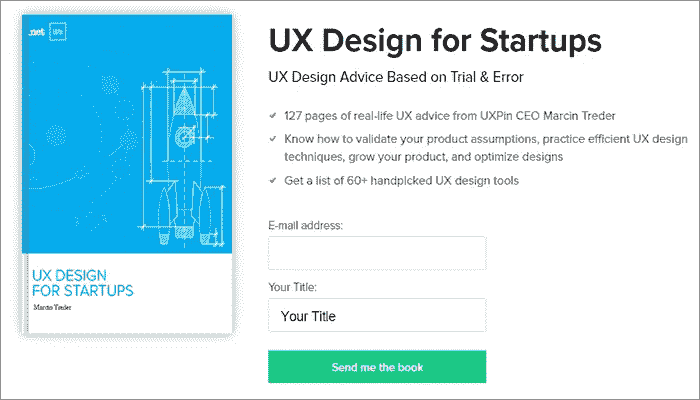 .net UXPin
UX DESIGN
FOR STARTUPS
Marcin Treder
UX Design for Startups
UX Design Advice Based on Trial & Error
127 pages of real-life UX advice from UXPin CEO Marcin Treder
Know how to validate your product assumptions, practice efficient UX design
techniques, grow your product, and optimize designs
Get a list of 60+ handpicked UX design tools
E-mail address:
Your Title:
Your Title
Send me the book